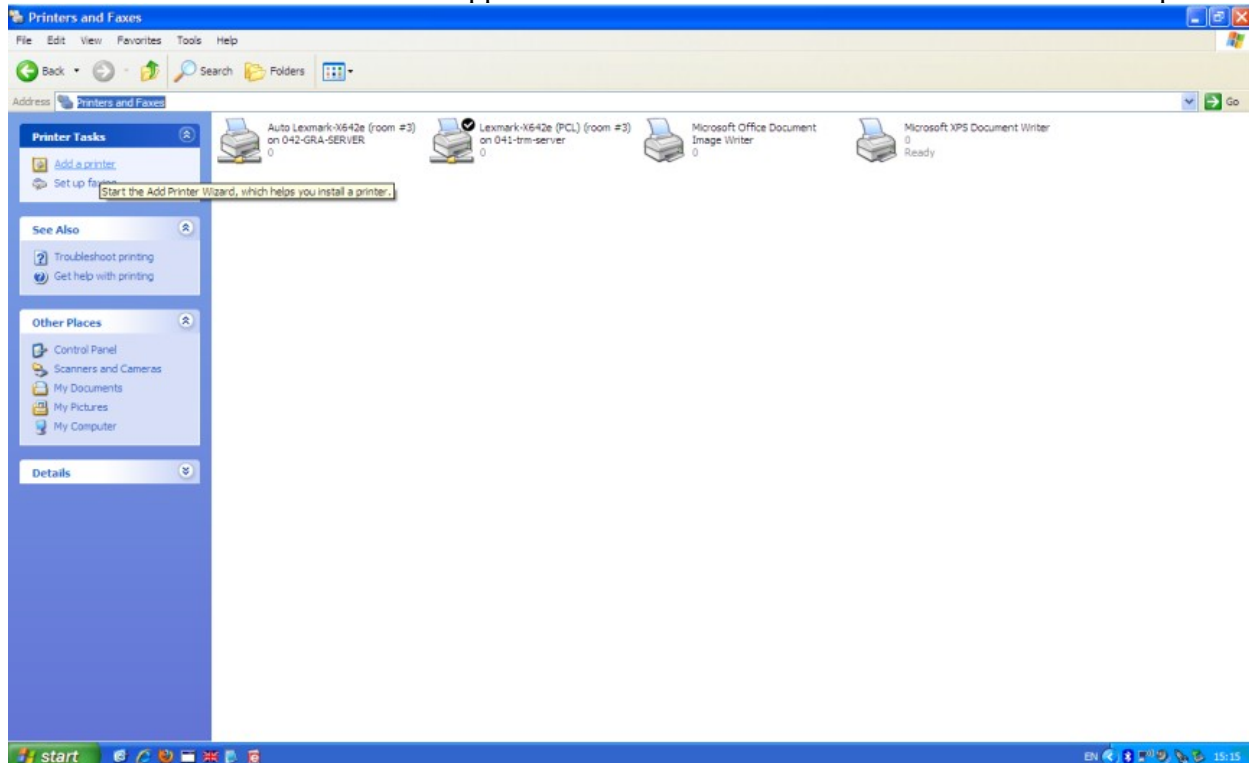 Printers and Faxes
File Edit View Favorites Tools Help
Back Search Folders
Address Printers and Faxes Go
Printer Tasks
Add a printer
Set up faxing
Start the Add Printer Wizard, which helps you install a printer.
See Also
Troubleshoot printing
Get help with printing
Other Places
Control Panel
Scanners and Cameras
My Documents
My Pictures
My Computer
Details
Auto Lexmark-X642e (room #3)
on 042-GRA-SERVER
0
Lexmark-X642e (PCL) (room #3)
on 041-trm-server
0
Microsoft Office Document
Image Writer
0
Microsoft XPS Document Writer
0
Ready
start EN 15:15